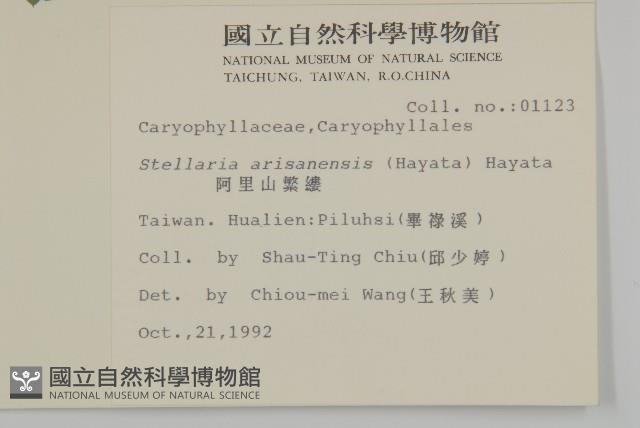 國立自然科學博物館
NATIONAL MUSEUM OF NATURAL SCIENCE
TAICHUNG, TAIWAN, R.O.CHINA
Coll. no.:01123
Caryophyllaceae,Caryophyllales
Stellaria arisanensis (Hayata) Hayata
阿里山繁縷
Taiwan. Hualien:Piluhsi(畢祿溪)
Coll. by Shau-Ting Chiu(邱少婷)
Det. by Chiou-mei Wang(王秋美)
Oct.,21,1992
國立自然科學博物館
NATIONAL MUSEUM OF NATURAL SCIENCE